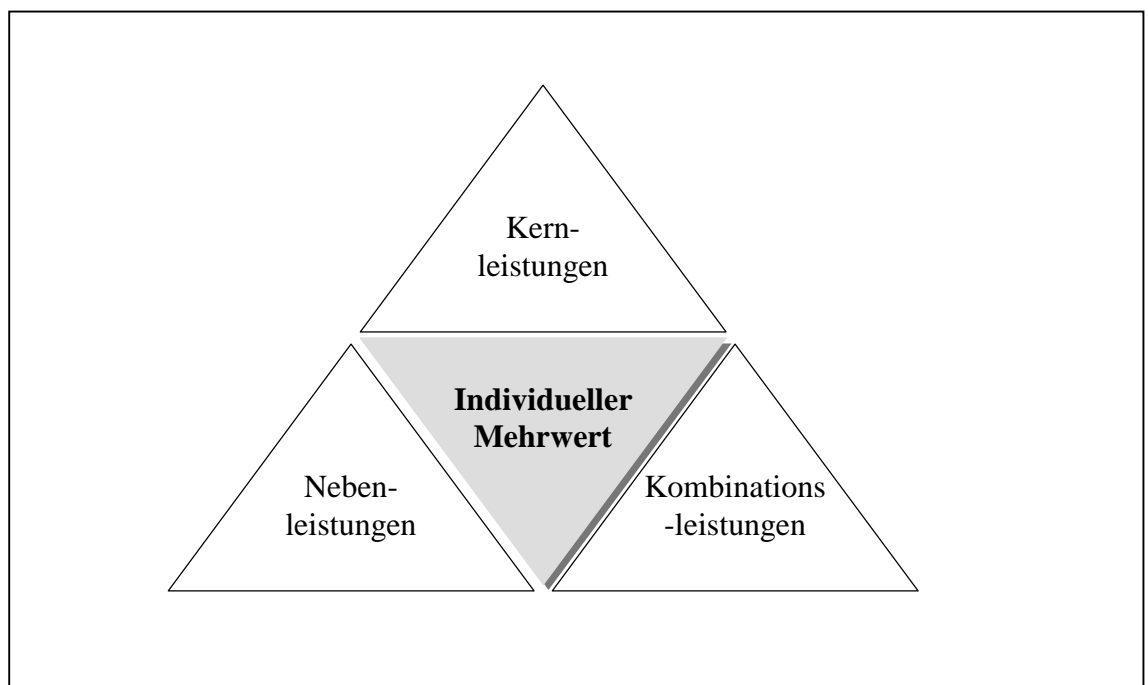 Kern-
leistungen
Individueller
Mehrwert
Neben-
leistungen
Kombinations
-leistungen